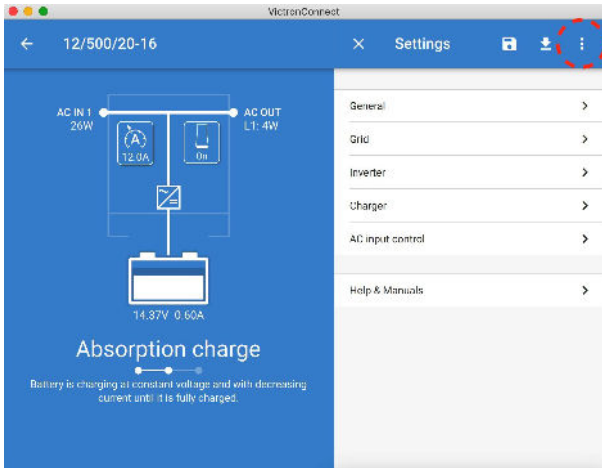 VictronConnect
12/500/20-16
Settings
AC IN 1
26W
AC OUT
L1: 4W
(A)
12.0A
On
14.37V 0.60A
Absorption charge
Battery is charging at constant voltage and with decreasing
current until it is fully charged.
General
Grid
Inverter
Charger
AC input control
Help & Manuals